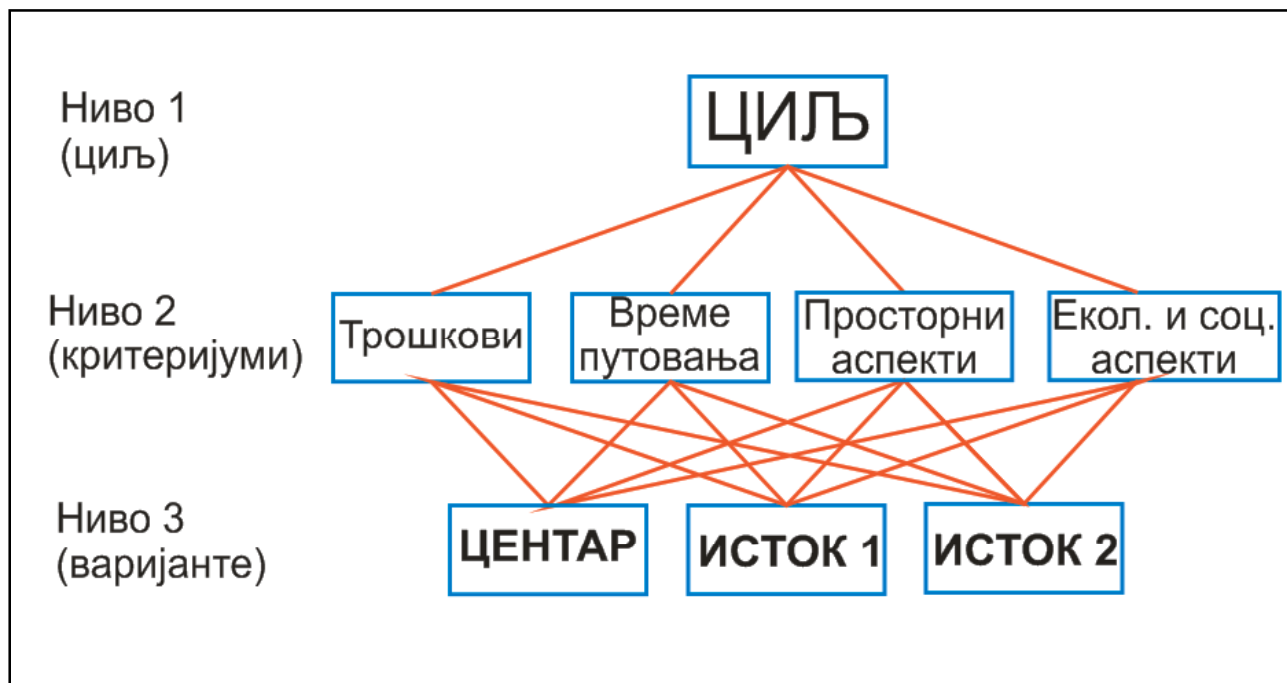 Ниво 1
(циљ)
ЦИЉ
Ниво 2
(критеријуми)
Трошкови
Време
путовања
Просторни
аспекти
Екол. и соц.
аспекти
Ниво 3
(варијанте)
ЦЕНТАР
ИСТОК 1
ИСТОК 2